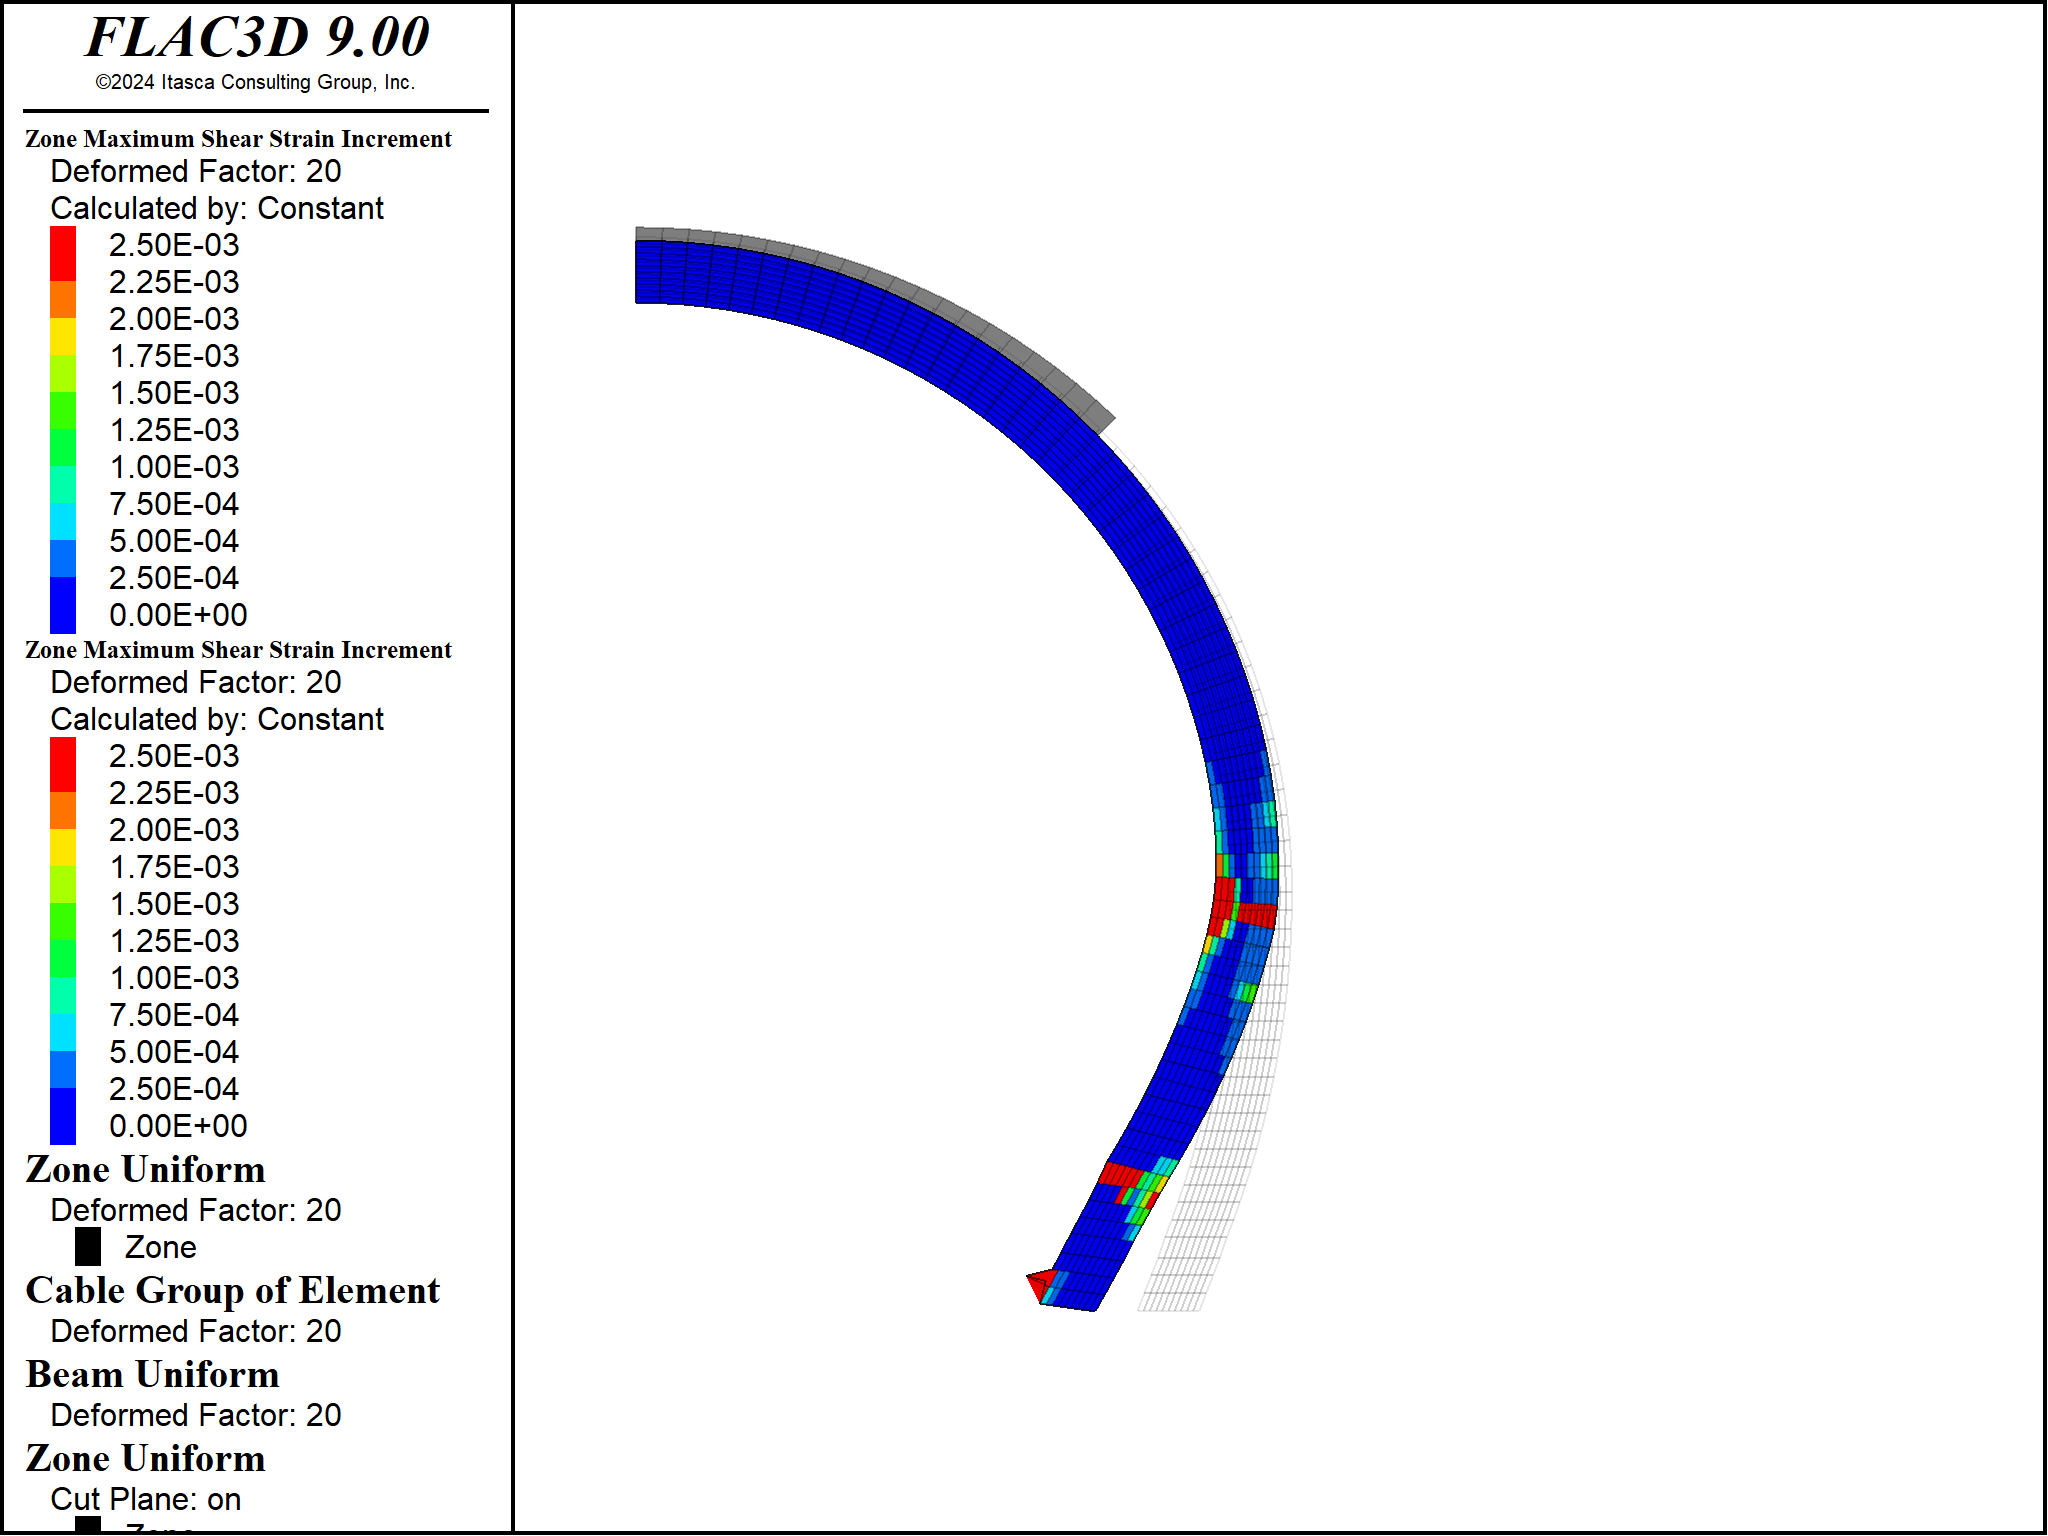 FLAC3D 9.00
©2024 Itasca Consulting Group, Inc.
Zone Maximum Shear Strain Increment
Deformed Factor: 20
Calculated by: Constant
2.50E-03
2.25E-03
2.00E-03
1.75E-03
1.50E-03
1.25E-03
1.00E-03
7.50E-04
5.00E-04
2.50E-04
0.00E+00
Zone Maximum Shear Strain Increment
Deformed Factor: 20
Calculated by: Constant
2.50E-03
2.25E-03
2.00E-03
1.75E-03
1.50E-03
1.25E-03
1.00E-03
7.50E-04
5.00E-04
2.50E-04
0.00E+00
Zone Uniform
Deformed Factor: 20
Zone
Cable Group of Element
Deformed Factor: 20
Beam Uniform
Deformed Factor: 20
Zone Uniform
Cut Plane: on